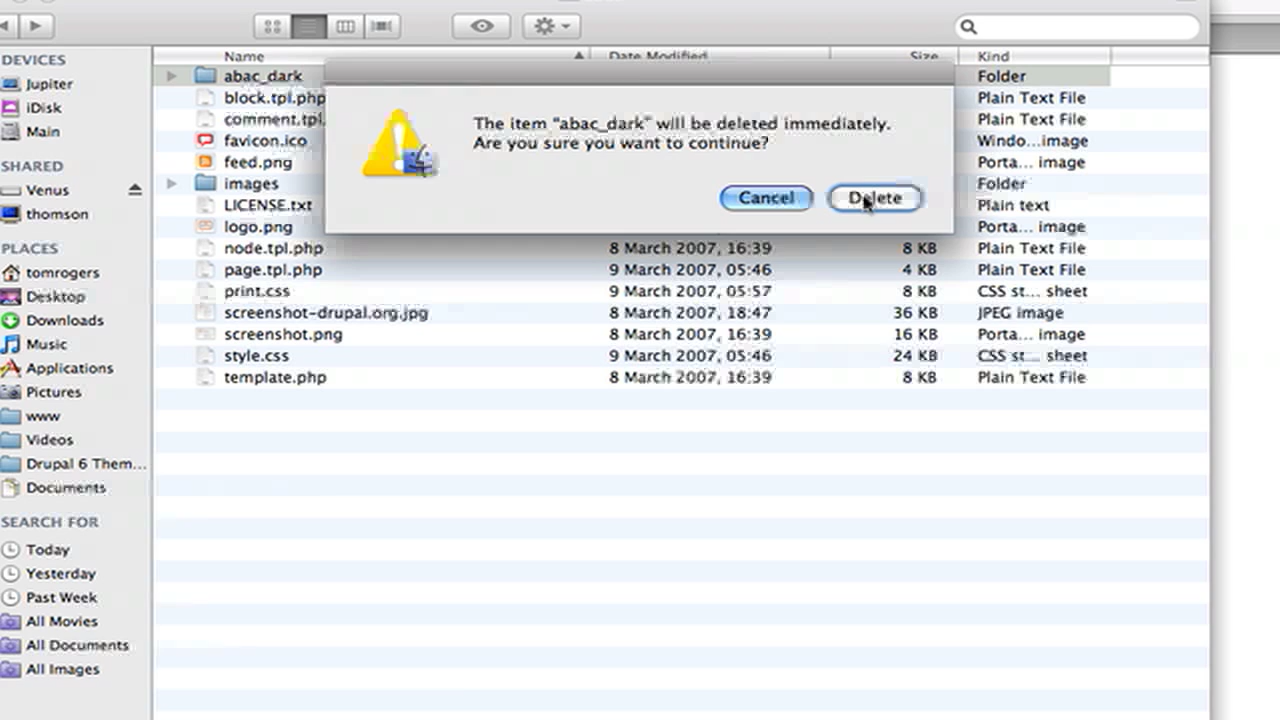 DEVICES
Jupiter
iDisk
Main
SHARED
Venus
thomson
PLACES
tomrogers
Desktop
Downloads
Music
Applications
Pictures
www
Videos
Drupal 6 Them...
Documents
SEARCH FOR
Today
Yesterday
Past Week
All Movies
All Documents
All Images
Name Date Modified Size Kind
abac_dark Folder
block.tpl.php Plain Text File
comment.tpl. Plain Text File
favicon.ico Windo...image
feed.png Porta... image
images Folder
LICENSE.txt Plain text
logo.png Porta... image
node.tpl.php 8 March 2007, 16:39 8 KB Plain Text File
page.tpl.php 9 March 2007, 05:46 4 KB Plain Text File
print.css 9 March 2007, 05:57 8 KB CSS st... sheet
screenshot-drupal.org.jpg 8 March 2007, 18:47 36 KB JPEG image
screenshot.png 8 March 2007, 16:39 16 KB Porta... image
style.css 9 March 2007, 05:46 24 KB CSS st... sheet
template.php 8 March 2007, 16:39 8 KB Plain Text File
The item “abac_dark” will be deleted immediately.
Are you sure you want to continue?
Cancel Delete